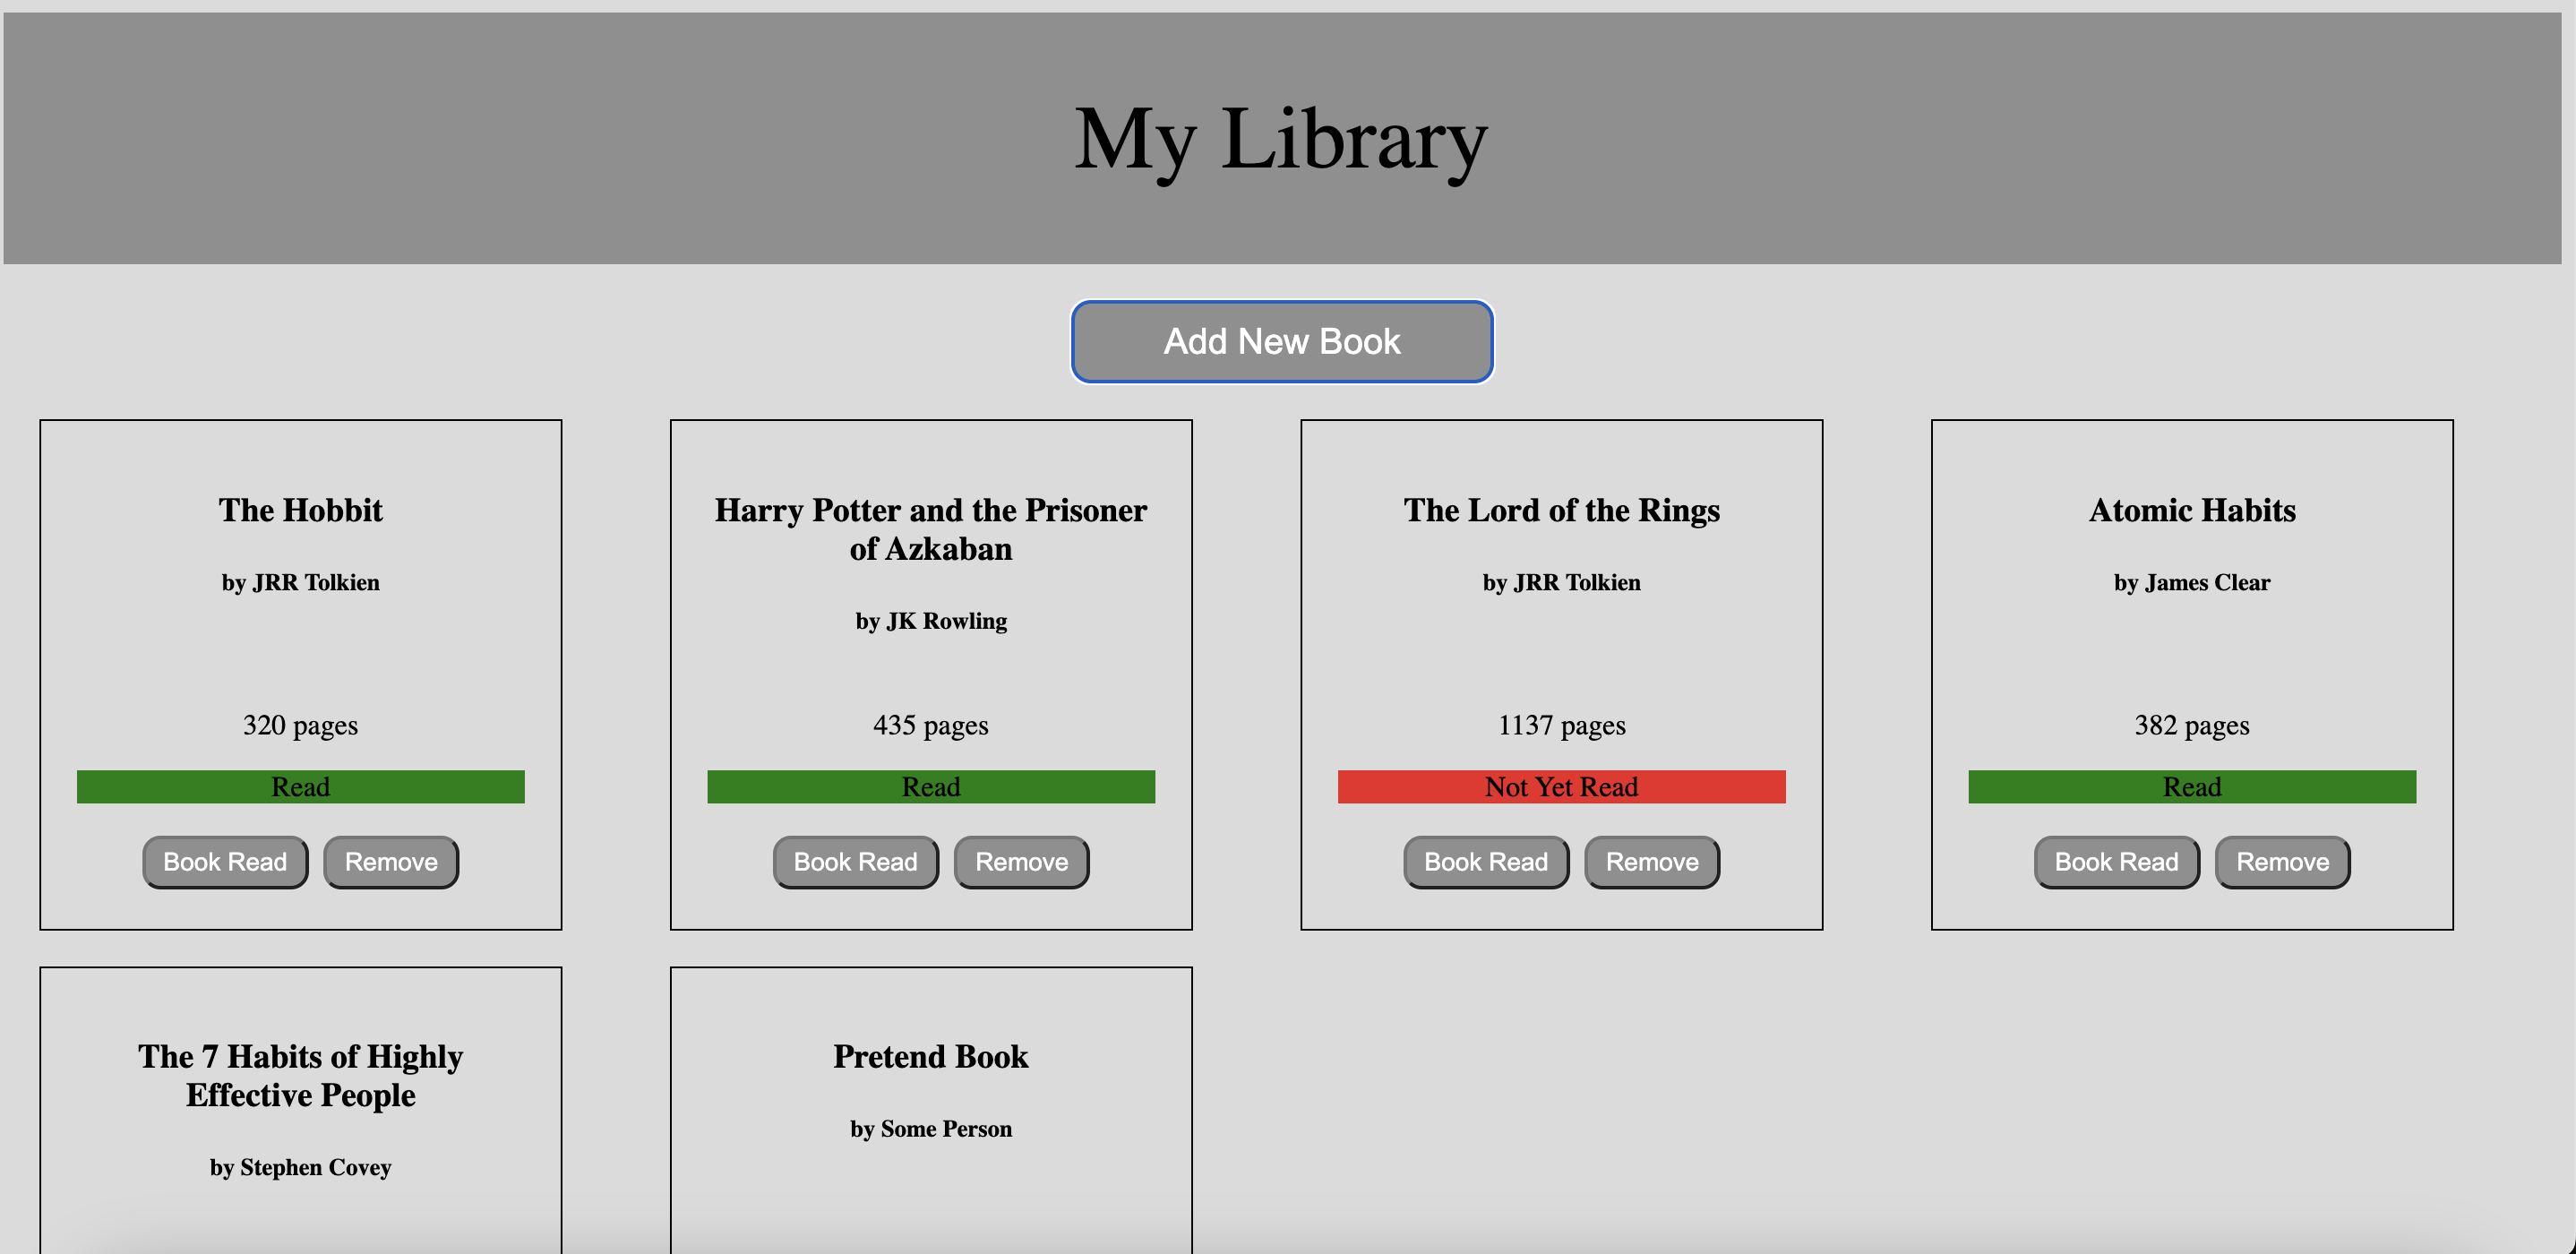 My Library
Add New Book
The Hobbit
by JRR Tolkien
320 pages
Read
Book Read Remove
Harry Potter and the Prisoner
of Azkaban
by JK Rowling
435 pages
Read
Book Read Remove
The Lord of the Rings
by JRR Tolkien
1137 pages
Not Yet Read
Book Read Remove
Atomic Habits
by James Clear
382 pages
Read
Book Read Remove
The 7 Habits of Highly
Effective People
by Stephen Covey
Pretend Book
by Some Person